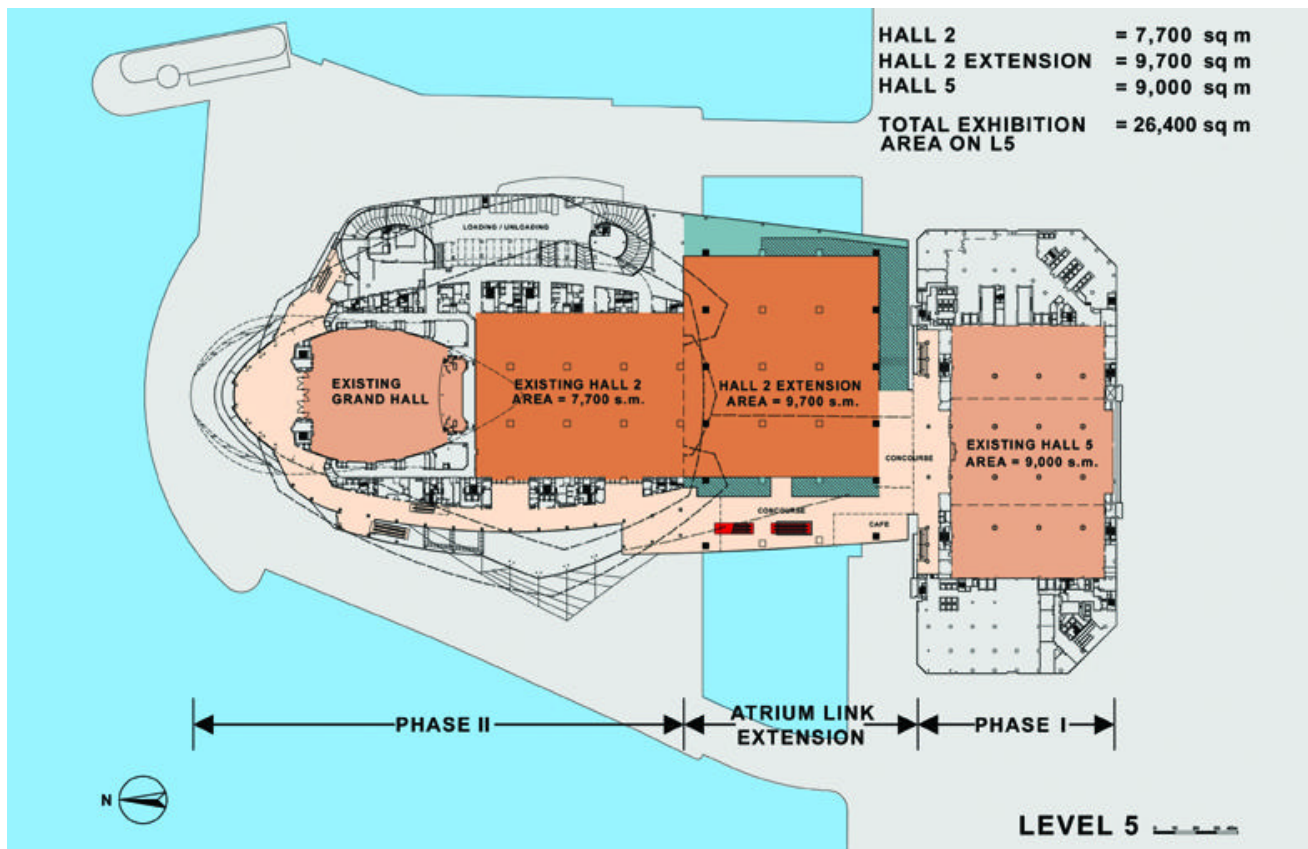 HALL 2 = 7,700 sq m
HALL 2 EXTENSION = 9,700 sq m
HALL 5 = 9,000 sq m
TOTAL EXHIBITION = 26,400 sq m
AREA ON L5
LOADING / UNLOADING
EXISTING
GRAND HALL
EXISTING HALL 2
AREA = 7,700 s.m.
HALL 2 EXTENSION
AREA = 9,700 s.m.
EXISTING HALL 5
AREA = 9,000 s.m.
CONCOURSE
CONCOURSE
CAFE
PHASE II
ATRIUM LINK
EXTENSION
PHASE I
N
LEVEL 5